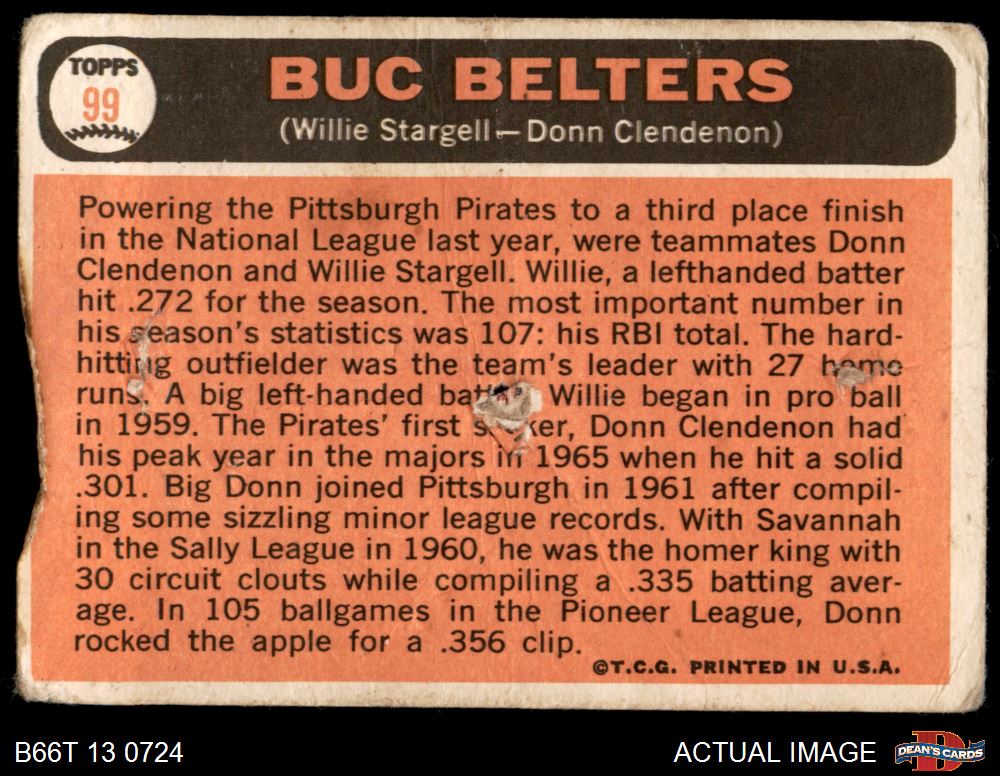 TOPPS
99
BUC BELTERS
(Willie Stargell—Donn Clendenon)
Powering the Pittsburgh Pirates to a third place finish
in the National League last year, were teammates Donn
Clendenon and Willie Stargell. Willie, a lefthanded batter
hit .272 for the season. The most important number in
his season's statistics was 107: his RBI total. The hard-
hitting outfielder was the team's leader with 27 home
runs. A big left-handed Willie began in pro ball
in 1959. The Pirates' first Donn Clendenon had
his peak year in the majors in 1965 when he hit a solid
.301. Big Donn joined Pittsburgh in 1961 after compil-
ing some sizzling minor league records. With Savannah
in the Sally League in 1960, he was the homer king with
30 circuit clouts while compiling a .335 batting aver-
age. In 105 ballgames in the Pioneer League, Donn
rocked the apple for a .356 clip.
©T.C.G. PRINTED IN U.S.A.
B66T 13 0724
ACTUAL IMAGE
D
DEAN'S CARDS